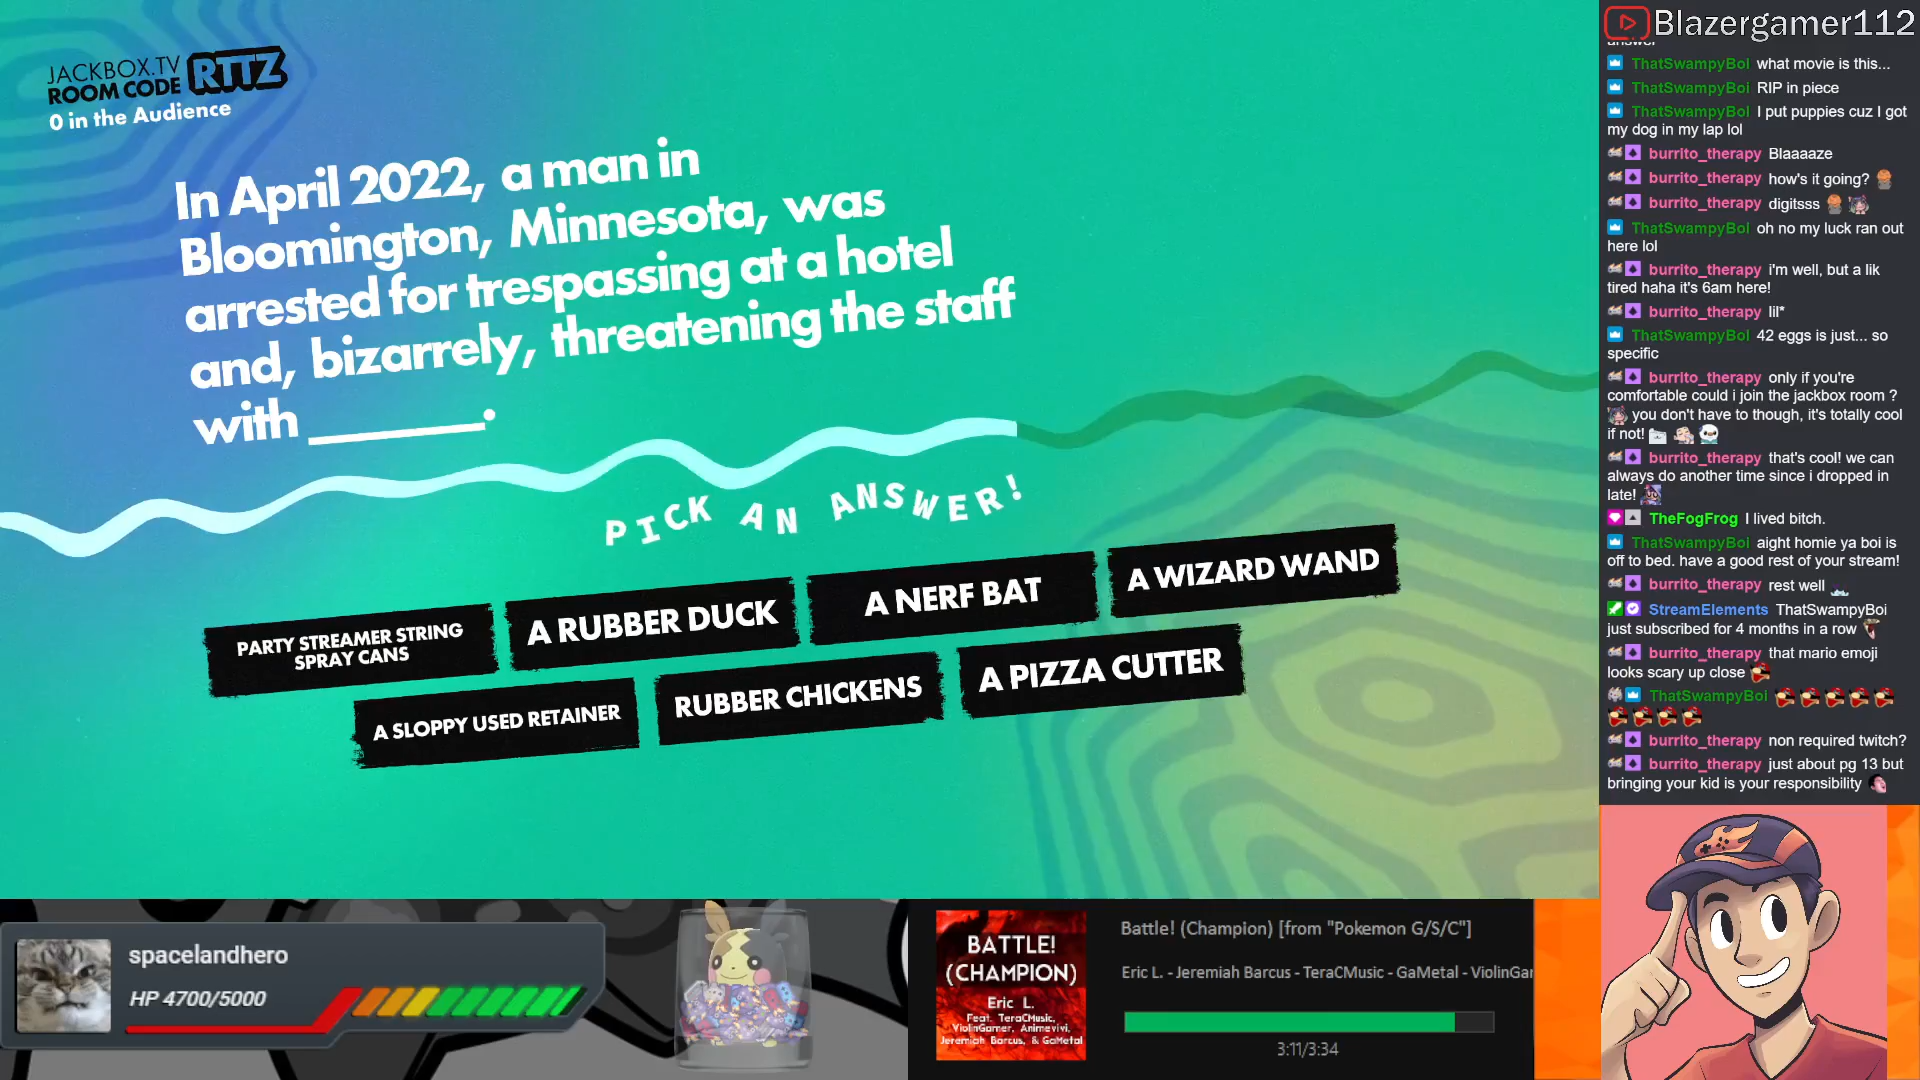 JACKBOX.TV
ROOM CODE RTTZ
0 in the Audience
In April 2022, a man in
Bloomington, Minnesota, was
arrested for trespassing at a hotel
and, bizarrely, threatening the staff
with ________.
PICK AN ANSWER!
PARTY STREAMER STRING
SPRAY CANS
A RUBBER DUCK
A NERF BAT
A WIZARD WAND
A SLOPPY USED RETAINER
RUBBER CHICKENS
A PIZZA CUTTER
Blazergamer112
answer
ThatSwampyBoi what movie is this...
ThatSwampyBoi RIP in piece
ThatSwampyBoi I put puppies cuz I got
my dog in my lap lol
burrito_therapy Blaaaaze
burrito_therapy how's it going?
burrito_therapy digitsss
ThatSwampyBoi oh no my luck ran out
here lol
burrito_therapy i'm well, but a lik
tired haha it's 6am here!
burrito_therapy lil*
ThatSwampyBoi 42 eggs is just... so
specific
burrito_therapy only if you're
comfortable could i join the jackbox room ?
you don't have to though, it's totally cool
if not!
burrito_therapy that's cool! we can
always do another time since i dropped in
late!
TheFogFrog I lived bitch.
ThatSwampyBoi aight homie ya boi is
off to bed. have a good rest of your stream!
burrito_therapy rest well
StreamElements ThatSwampyBoi
just subscribed for 4 months in a row
burrito_therapy that mario emoji
looks scary up close
ThatSwampyBoi
burrito_therapy non required twitch?
burrito_therapy just about pg 13 but
bringing your kid is your responsibility
spacelandhero
HP 4700/5000
BATTLE!
(CHAMPION)
Eric L.
Feat. TeraCMusic,
ViolinGamer, Animevivi,
Jeremiah Barcus, & GaMetal
Battle! (Champion) [from "Pokemon G/S/C"]
Eric L. - Jeremiah Barcus - TeraCMusic - GaMetal - ViolinGar
3:11/3:34